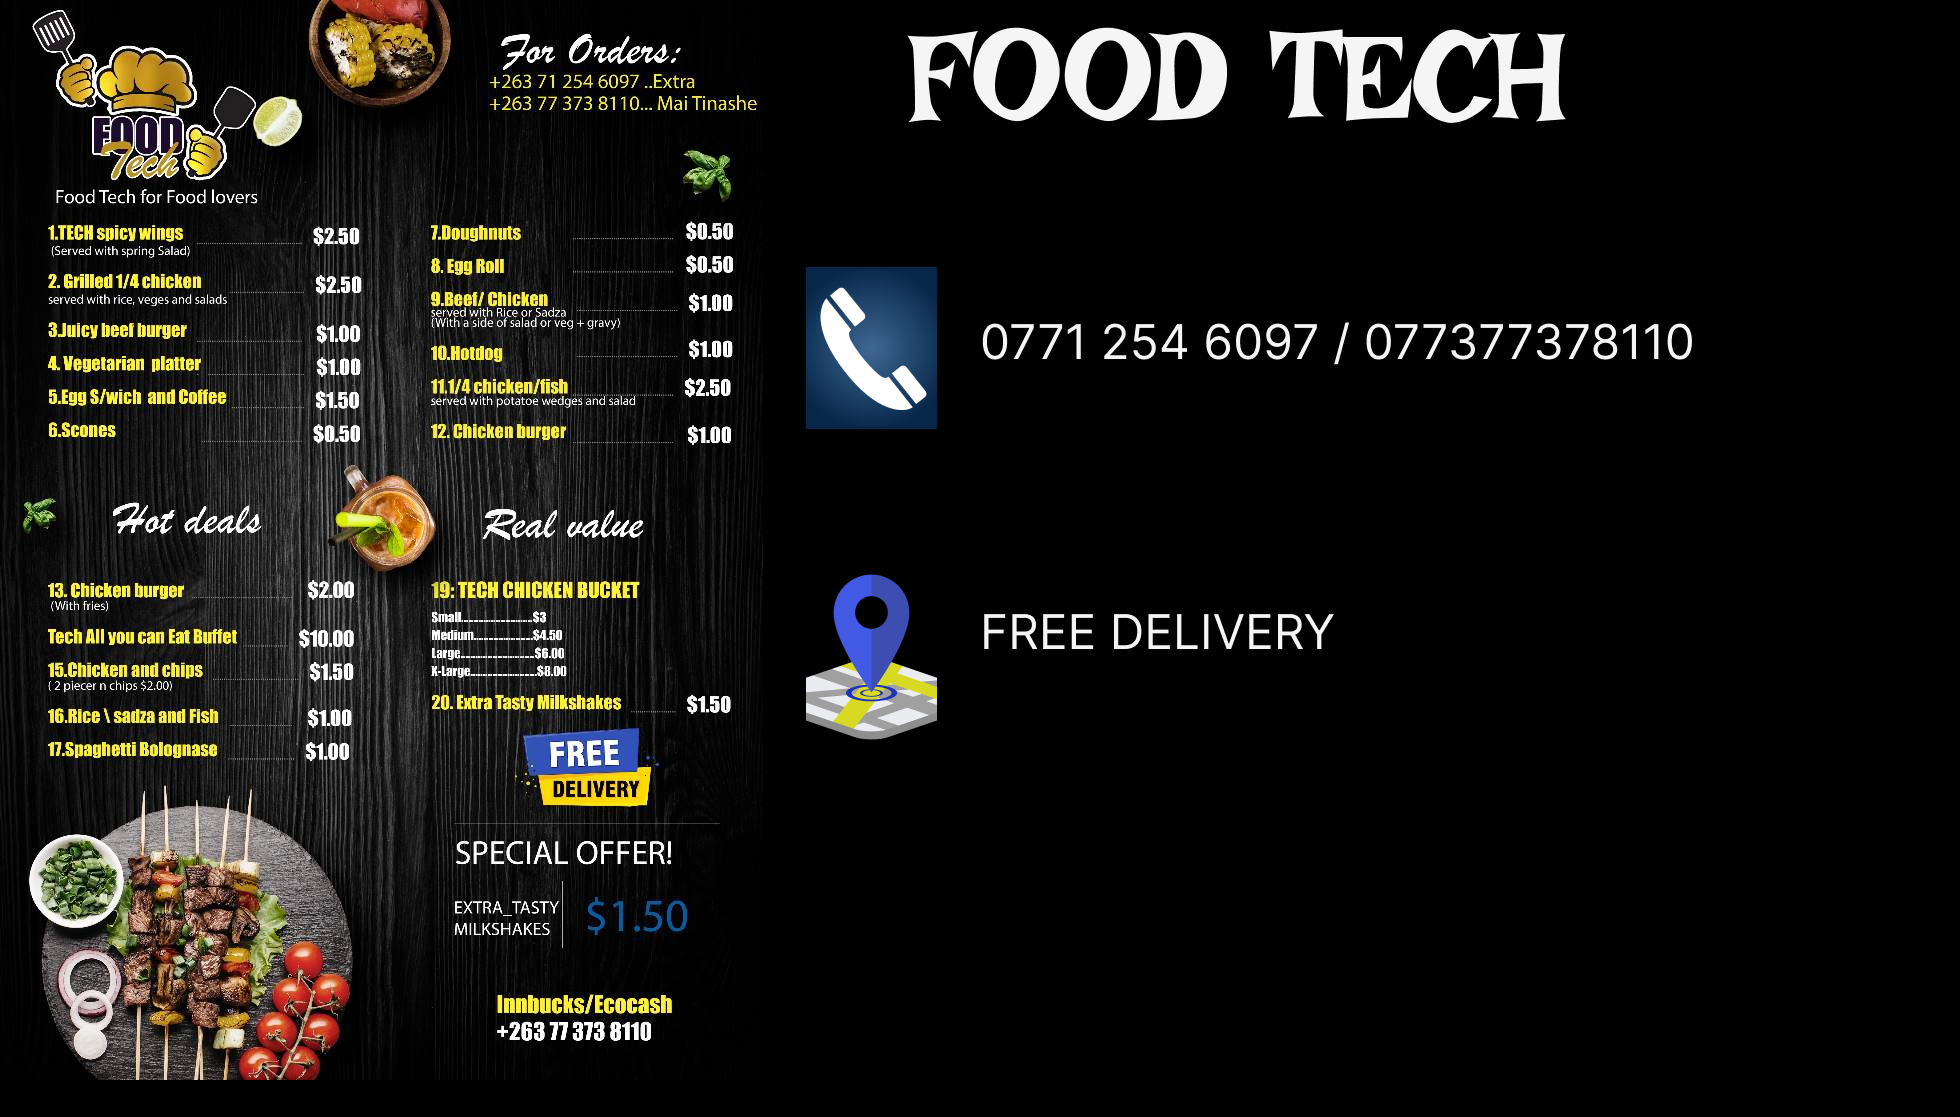 FOOD
Tech
Food Tech for Food lovers
For Orders:
+263 71 254 6097 ..Extra
+263 77 373 8110... Mai Tinashe
1.TECH spicy wings $2.50
(Served with spring Salad)
2. Grilled 1/4 chicken $2.50
served with rice, veges and salads
3.Juicy beef burger $1.00
4. Vegetarian platter $1.00
5.Egg S/wich and Coffee $1.50
6.Scones $0.50
7.Doughnuts $0.50
8. Egg Roll $0.50
9.Beef/ Chicken $1.00
served with Rice or Sadza
(With a side of salad or veg + gravy)
10.Hotdog $1.00
11.1/4 chicken/fish $2.50
served with potatoe wedges and salad
12. Chicken burger $1.00
Hot deals
13. Chicken burger $2.00
(With fries)
Tech All you can Eat Buffet $10.00
15.Chicken and chips $1.50
( 2 piecer n chips $2.00)
16.Rice \ sadza and Fish $1.00
17.Spaghetti Bolognase $1.00
Real value
19: TECH CHICKEN BUCKET
Small............................$3
Medium.......................$4.50
Large.............................$6.00
X-Large..........................$8.00
20. Extra Tasty Milkshakes $1.50
FREE
DELIVERY
SPECIAL OFFER!
EXTRA_TASTY
MILKSHAKES
$1.50
Innbucks/Ecocash
+263 77 373 8110
FOOD TECH
0771 254 6097 / 077377378110
FREE DELIVERY